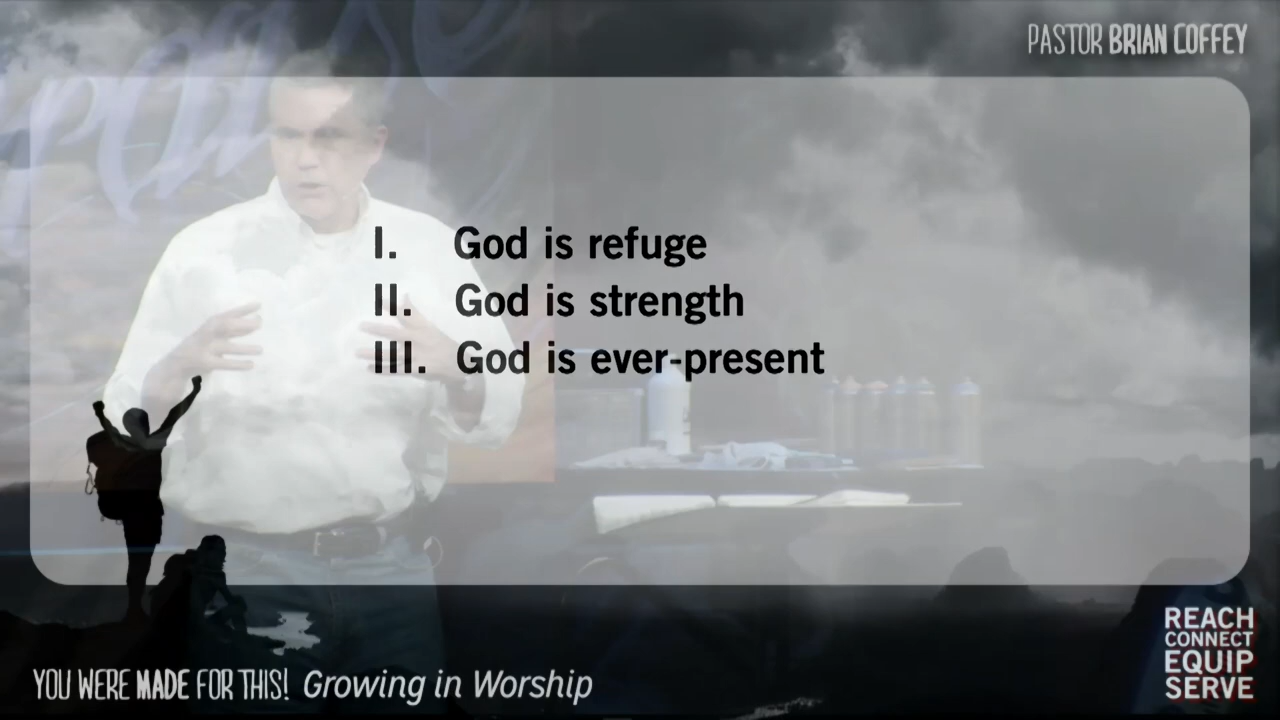 PASTOR BRIAN COFFEY
I. God is refuge
II. God is strength
III. God is ever-present
REACH
CONNECT
EQUIP
SERVE
YOU WERE MADE FOR THIS! Growing in Worship